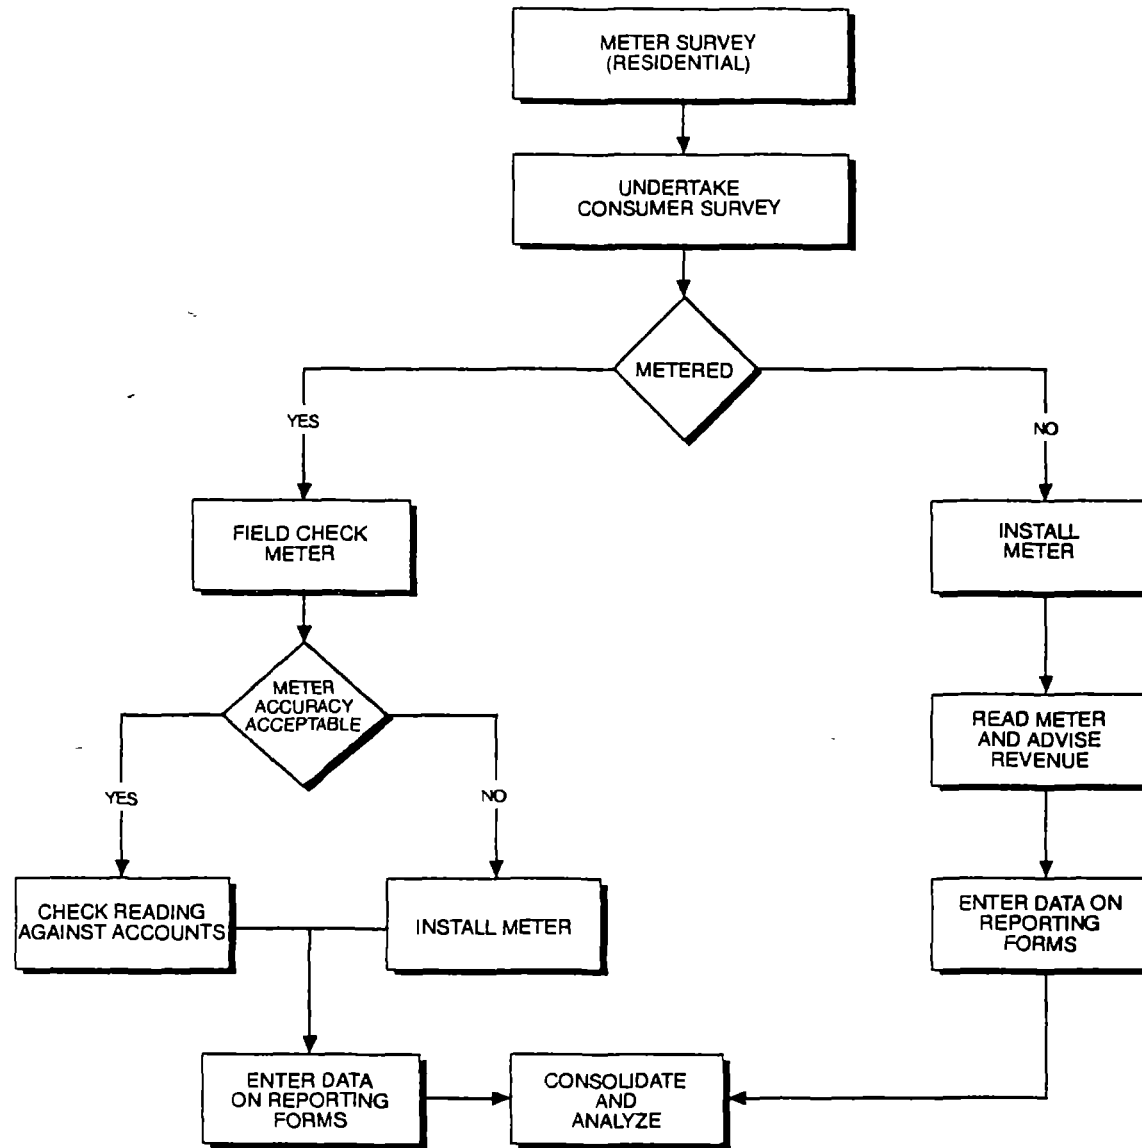 METER SURVEY
(RESIDENTIAL)
UNDERTAKE
CONSUMER SURVEY
METERED
YES
NO
FIELD CHECK
METER
INSTALL
METER
METER
ACCURACY
ACCEPTABLE
READ METER
AND ADVISE
REVENUE
YES
NO
CHECK READING
AGAINST ACCOUNTS
INSTALL METER
ENTER DATA ON
REPORTING
FORMS
ENTER DATA
ON REPORTING
FORMS
CONSOLIDATE
AND
ANALYZE